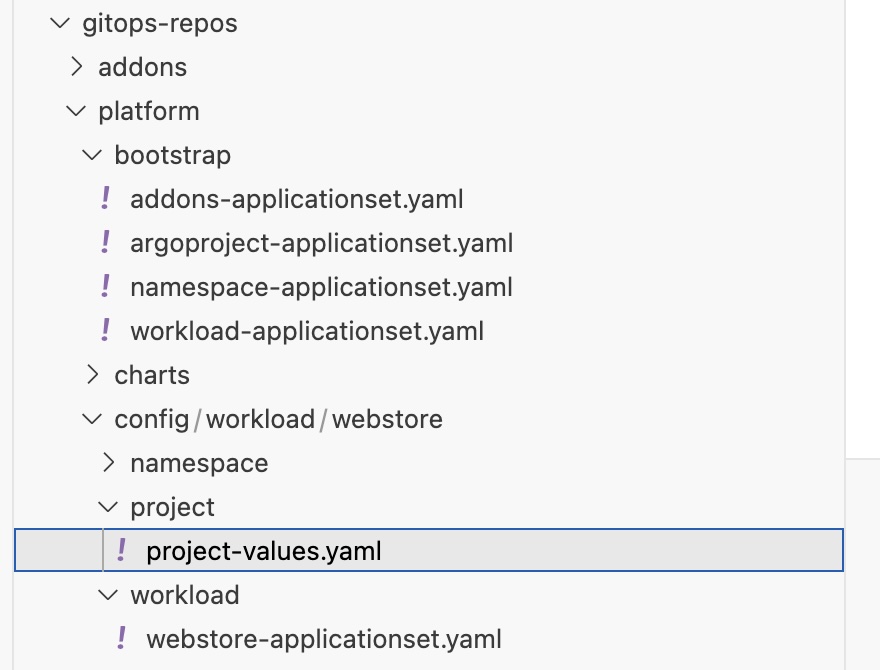 gitops-repos
addons
platform
bootstrap
! addons-applicationset.yaml
! argoproject-applicationset.yaml
! namespace-applicationset.yaml
! workload-applicationset.yaml
charts
config/workload/webstore
namespace
project
! project-values.yaml
workload
! webstore-applicationset.yaml